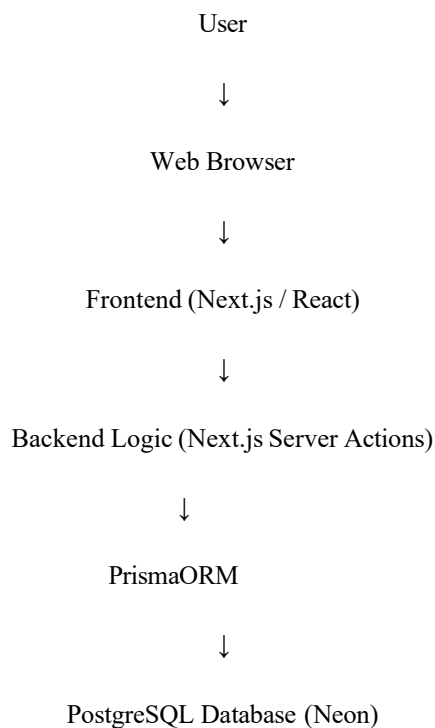 User
↓
Web Browser
↓
Frontend (Next.js / React)
↓
Backend Logic (Next.js Server Actions)
↓
PrismaORM
↓
PostgreSQL Database (Neon)